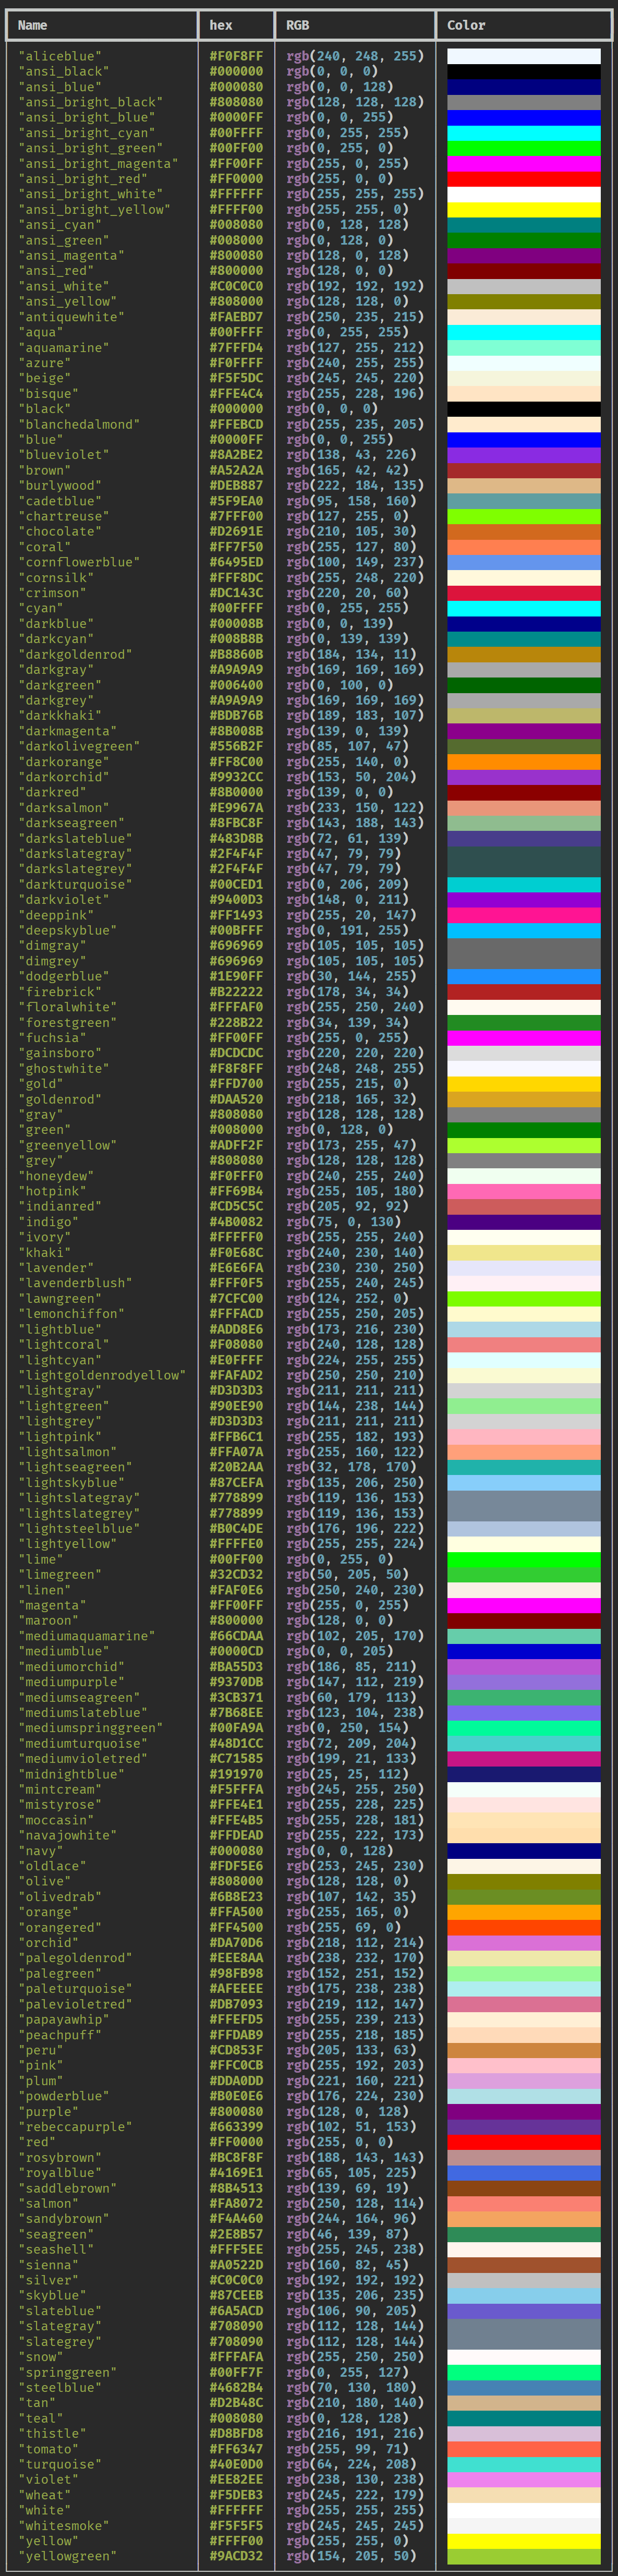 Name hex RGB Color
"aliceblue" #F0F8FF rgb(240, 248, 255)
"ansi_black" #000000 rgb(0, 0, 0)
"ansi_blue" #000080 rgb(0, 0, 128)
"ansi_bright_black" #808080 rgb(128, 128, 128)
"ansi_bright_blue" #0000FF rgb(0, 0, 255)
"ansi_bright_cyan" #00FFFF rgb(0, 255, 255)
"ansi_bright_green" #00FF00 rgb(0, 255, 0)
"ansi_bright_magenta" #FF00FF rgb(255, 0, 255)
"ansi_bright_red" #FF0000 rgb(255, 0, 0)
"ansi_bright_white" #FFFFFF rgb(255, 255, 255)
"ansi_bright_yellow" #FFFF00 rgb(255, 255, 0)
"ansi_cyan" #008080 rgb(0, 128, 128)
"ansi_green" #008000 rgb(0, 128, 0)
"ansi_magenta" #800080 rgb(128, 0, 128)
"ansi_red" #800000 rgb(128, 0, 0)
"ansi_white" #C0C0C0 rgb(192, 192, 192)
"ansi_yellow" #808000 rgb(128, 128, 0)
"antiquewhite" #FAEBD7 rgb(250, 235, 215)
"aqua" #00FFFF rgb(0, 255, 255)
"aquamarine" #7FFFD4 rgb(127, 255, 212)
"azure" #F0FFFF rgb(240, 255, 255)
"beige" #F5F5DC rgb(245, 245, 220)
"bisque" #FFE4C4 rgb(255, 228, 196)
"black" #000000 rgb(0, 0, 0)
"blanchedalmond" #FFEBCD rgb(255, 235, 205)
"blue" #0000FF rgb(0, 0, 255)
"blueviolet" #8A2BE2 rgb(138, 43, 226)
"brown" #A52A2A rgb(165, 42, 42)
"burlywood" #DEB887 rgb(222, 184, 135)
"cadetblue" #5F9EA0 rgb(95, 158, 160)
"chartreuse" #7FFF00 rgb(127, 255, 0)
"chocolate" #D2691E rgb(210, 105, 30)
"coral" #FF7F50 rgb(255, 127, 80)
"cornflowerblue" #6495ED rgb(100, 149, 237)
"cornsilk" #FFF8DC rgb(255, 248, 220)
"crimson" #DC143C rgb(220, 20, 60)
"cyan" #00FFFF rgb(0, 255, 255)
"darkblue" #00008B rgb(0, 0, 139)
"darkcyan" #008B8B rgb(0, 139, 139)
"darkgoldenrod" #B8860B rgb(184, 134, 11)
"darkgray" #A9A9A9 rgb(169, 169, 169)
"darkgreen" #006400 rgb(0, 100, 0)
"darkgrey" #A9A9A9 rgb(169, 169, 169)
"darkkhaki" #BDB76B rgb(189, 183, 107)
"darkmagenta" #8B008B rgb(139, 0, 139)
"darkolivegreen" #556B2F rgb(85, 107, 47)
"darkorange" #FF8C00 rgb(255, 140, 0)
"darkorchid" #9932CC rgb(153, 50, 204)
"darkred" #8B0000 rgb(139, 0, 0)
"darksalmon" #E9967A rgb(233, 150, 122)
"darkseagreen" #8FBC8F rgb(143, 188, 143)
"darkslateblue" #483D8B rgb(72, 61, 139)
"darkslategray" #2F4F4F rgb(47, 79, 79)
"darkslategrey" #2F4F4F rgb(47, 79, 79)
"darkturquoise" #00CED1 rgb(0, 206, 209)
"darkviolet" #9400D3 rgb(148, 0, 211)
"deeppink" #FF1493 rgb(255, 20, 147)
"deepskyblue" #00BFFF rgb(0, 191, 255)
"dimgray" #696969 rgb(105, 105, 105)
"dimgrey" #696969 rgb(105, 105, 105)
"dodgerblue" #1E90FF rgb(30, 144, 255)
"firebrick" #B22222 rgb(178, 34, 34)
"floralwhite" #FFFAF0 rgb(255, 250, 240)
"forestgreen" #228B22 rgb(34, 139, 34)
"fuchsia" #FF00FF rgb(255, 0, 255)
"gainsboro" #DCDCDC rgb(220, 220, 220)
"ghostwhite" #F8F8FF rgb(248, 248, 255)
"gold" #FFD700 rgb(255, 215, 0)
"goldenrod" #DAA520 rgb(218, 165, 32)
"gray" #808080 rgb(128, 128, 128)
"green" #008000 rgb(0, 128, 0)
"greenyellow" #ADFF2F rgb(173, 255, 47)
"grey" #808080 rgb(128, 128, 128)
"honeydew" #F0FFF0 rgb(240, 255, 240)
"hotpink" #FF69B4 rgb(255, 105, 180)
"indianred" #CD5C5C rgb(205, 92, 92)
"indigo" #4B0082 rgb(75, 0, 130)
"ivory" #FFFFF0 rgb(255, 255, 240)
"khaki" #F0E68C rgb(240, 230, 140)
"lavender" #E6E6FA rgb(230, 230, 250)
"lavenderblush" #FFF0F5 rgb(255, 240, 245)
"lawngreen" #7CFC00 rgb(124, 252, 0)
"lemonchiffon" #FFFACD rgb(255, 250, 205)
"lightblue" #ADD8E6 rgb(173, 216, 230)
"lightcoral" #F08080 rgb(240, 128, 128)
"lightcyan" #E0FFFF rgb(224, 255, 255)
"lightgoldenrodyellow" #FAFAD2 rgb(250, 250, 210)
"lightgray" #D3D3D3 rgb(211, 211, 211)
"lightgreen" #90EE90 rgb(144, 238, 144)
"lightgrey" #D3D3D3 rgb(211, 211, 211)
"lightpink" #FFB6C1 rgb(255, 182, 193)
"lightsalmon" #FFA07A rgb(255, 160, 122)
"lightseagreen" #20B2AA rgb(32, 178, 170)
"lightskyblue" #87CEFA rgb(135, 206, 250)
"lightslategray" #778899 rgb(119, 136, 153)
"lightslategrey" #778899 rgb(119, 136, 153)
"lightsteelblue" #B0C4DE rgb(176, 196, 222)
"lightyellow" #FFFFE0 rgb(255, 255, 224)
"lime" #00FF00 rgb(0, 255, 0)
"limegreen" #32CD32 rgb(50, 205, 50)
"linen" #FAF0E6 rgb(250, 240, 230)
"magenta" #FF00FF rgb(255, 0, 255)
"maroon" #800000 rgb(128, 0, 0)
"mediumaquamarine" #66CDAA rgb(102, 205, 170)
"mediumblue" #0000CD rgb(0, 0, 205)
"mediumorchid" #BA55D3 rgb(186, 85, 211)
"mediumpurple" #9370DB rgb(147, 112, 219)
"mediumseagreen" #3CB371 rgb(60, 179, 113)
"mediumslateblue" #7B68EE rgb(123, 104, 238)
"mediumspringgreen" #00FA9A rgb(0, 250, 154)
"mediumturquoise" #48D1CC rgb(72, 209, 204)
"mediumvioletred" #C71585 rgb(199, 21, 133)
"midnightblue" #191970 rgb(25, 25, 112)
"mintcream" #F5FFFA rgb(245, 255, 250)
"mistyrose" #FFE4E1 rgb(255, 228, 225)
"moccasin" #FFE4B5 rgb(255, 228, 181)
"navajowhite" #FFDEAD rgb(255, 222, 173)
"navy" #000080 rgb(0, 0, 128)
"oldlace" #FDF5E6 rgb(253, 245, 230)
"olive" #808000 rgb(128, 128, 0)
"olivedrab" #6B8E23 rgb(107, 142, 35)
"orange" #FFA500 rgb(255, 165, 0)
"orangered" #FF4500 rgb(255, 69, 0)
"orchid" #DA70D6 rgb(218, 112, 214)
"palegoldenrod" #EEE8AA rgb(238, 232, 170)
"palegreen" #98FB98 rgb(152, 251, 152)
"paleturquoise" #AFEEEE rgb(175, 238, 238)
"palevioletred" #DB7093 rgb(219, 112, 147)
"papayawhip" #FFEFD5 rgb(255, 239, 213)
"peachpuff" #FFDAB9 rgb(255, 218, 185)
"peru" #CD853F rgb(205, 133, 63)
"pink" #FFC0CB rgb(255, 192, 203)
"plum" #DDA0DD rgb(221, 160, 221)
"powderblue" #B0E0E6 rgb(176, 224, 230)
"purple" #800080 rgb(128, 0, 128)
"rebeccapurple" #663399 rgb(102, 51, 153)
"red" #FF0000 rgb(255, 0, 0)
"rosybrown" #BC8F8F rgb(188, 143, 143)
"royalblue" #4169E1 rgb(65, 105, 225)
"saddlebrown" #8B4513 rgb(139, 69, 19)
"salmon" #FA8072 rgb(250, 128, 114)
"sandybrown" #F4A460 rgb(244, 164, 96)
"seagreen" #2E8B57 rgb(46, 139, 87)
"seashell" #FFF5EE rgb(255, 245, 238)
"sienna" #A0522D rgb(160, 82, 45)
"silver" #C0C0C0 rgb(192, 192, 192)
"skyblue" #87CEEB rgb(135, 206, 235)
"slateblue" #6A5ACD rgb(106, 90, 205)
"slategray" #708090 rgb(112, 128, 144)
"slategrey" #708090 rgb(112, 128, 144)
"snow" #FFFAFA rgb(255, 250, 250)
"springgreen" #00FF7F rgb(0, 255, 127)
"steelblue" #4682B4 rgb(70, 130, 180)
"tan" #D2B48C rgb(210, 180, 140)
"teal" #008080 rgb(0, 128, 128)
"thistle" #D8BFD8 rgb(216, 191, 216)
"tomato" #FF6347 rgb(255, 99, 71)
"turquoise" #40E0D0 rgb(64, 224, 208)
"violet" #EE82EE rgb(238, 130, 238)
"wheat" #F5DEB3 rgb(245, 222, 179)
"white" #FFFFFF rgb(255, 255, 255)
"whitesmoke" #F5F5F5 rgb(245, 245, 245)
"yellow" #FFFF00 rgb(255, 255, 0)
"yellowgreen" #9ACD32 rgb(154, 205, 50)